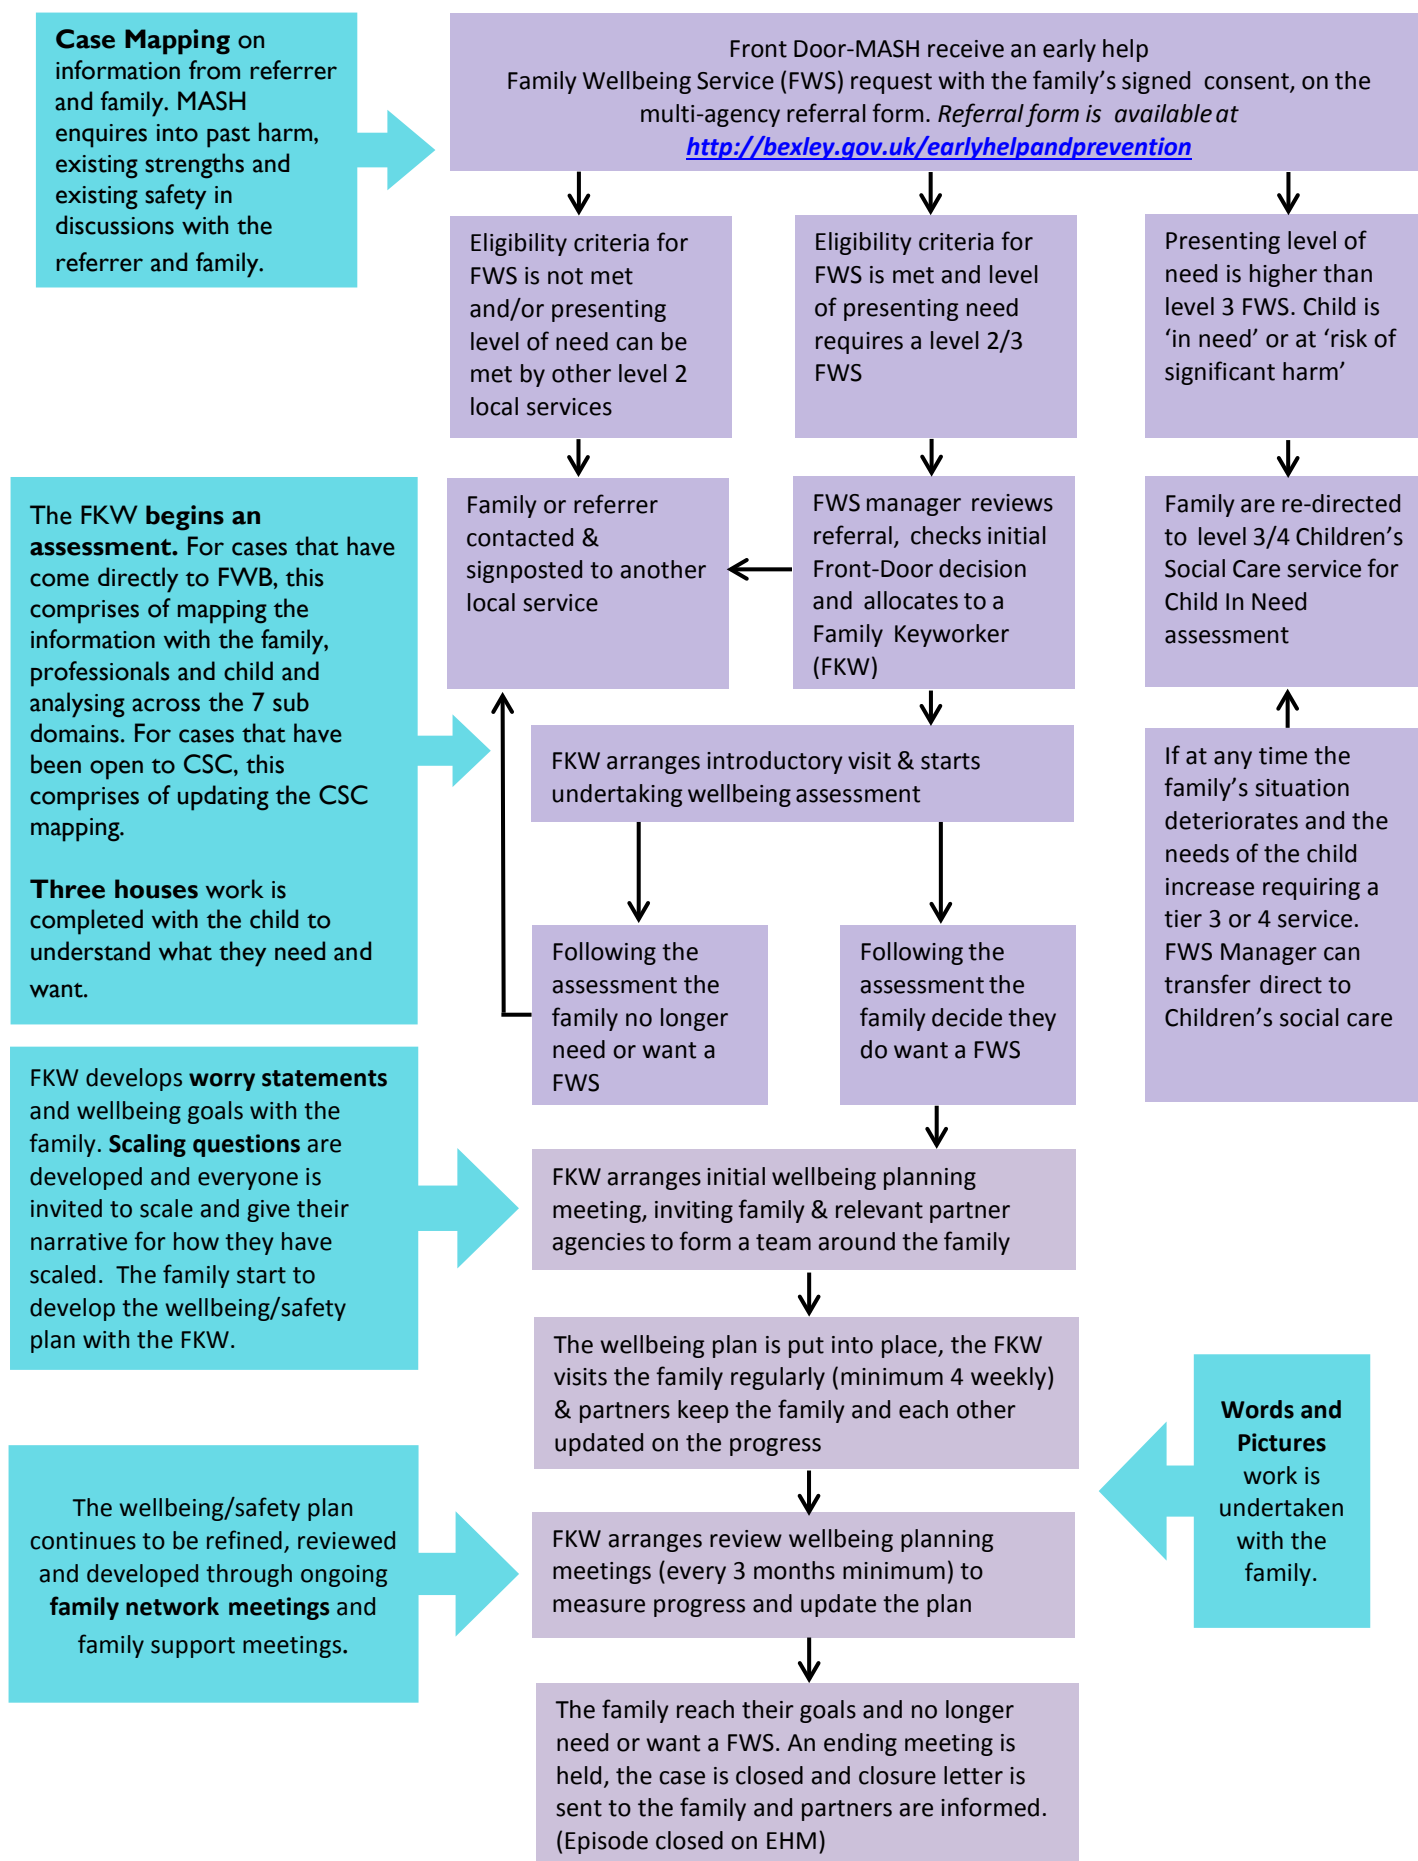 Case Mapping on
information from referrer
and family. MASH
enquires into past harm,
existing strengths and
existing safety in
discussions with the
referrer and family.
Front Door-MASH receive an early help
Family Wellbeing Service (FWS) request with the family's signed consent, on the
multi-agency referral form. Referral form is available at
http://bexley.gov.uk/earlyhelpandprevention
Eligibility criteria for
FWS is not met
and/or presenting
level of need can be
met by other level 2
local services
Eligibility criteria for
FWS is met and level
of presenting need
requires a level 2/3
FWS
Presenting level of
need is higher than
level 3 FWS. Child is
'in need' or at 'risk of
significant harm'
The FKW begins an
assessment. For cases that have
come directly to FWB, this
comprises of mapping the
information with the family,
professionals and child and
analysing across the 7 sub
domains. For cases that have
been open to CSC, this
comprises of updating the CSC
mapping.
Three houses work is
completed with the child to
understand what they need and
want.
Family or referrer
contacted &
signposted to another
local service
FWS manager reviews
referral, checks initial
Front-Door decision
and allocates to a
Family Keyworker
(FKW)
Family are re-directed
to level 3/4 Children's
Social Care service for
Child In Need
assessment
FKW arranges introductory visit & starts
undertaking wellbeing assessment
If at any time the
family's situation
deteriorates and the
needs of the child
increase requiring a
tier 3 or 4 service.
FWS Manager can
transfer direct to
Children's social care
Following the
assessment the
family no longer
need or want a
FWS
Following the
assessment the
family decide they
do want a FWS
FKW develops worry statements
and wellbeing goals with the
family. Scaling questions are
developed and everyone is
invited to scale and give their
narrative for how they have
scaled. The family start to
develop the wellbeing/safety
plan with the FKW.
FKW arranges initial wellbeing planning
meeting, inviting family & relevant partner
agencies to form a team around the family
The wellbeing plan is put into place, the FKW
visits the family regularly (minimum 4 weekly)
& partners keep the family and each other
updated on the progress
Words and
Pictures
work is
undertaken
with the
family.
The wellbeing/safety plan
continues to be refined, reviewed
and developed through ongoing
family network meetings and
family support meetings.
FKW arranges review wellbeing planning
meetings (every 3 months minimum) to
measure progress and update the plan
The family reach their goals and no longer
need or want a FWS. An ending meeting is
held, the case is closed and closure letter is
sent to the family and partners are informed.
(Episode closed on EHM)